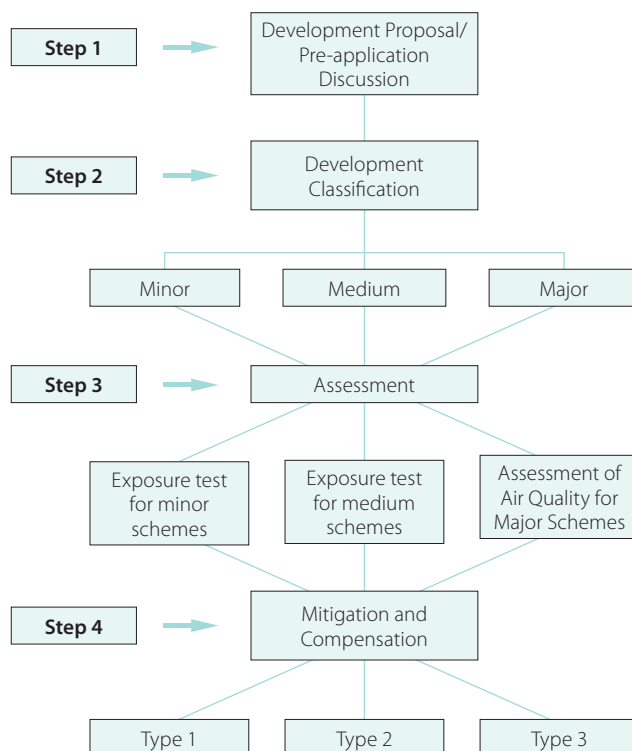 Step 1
Development Proposal/
Pre-application
Discussion
Step 2
Development
Classification
Minor
Medium
Major
Step 3
Assessment
Exposure test
for minor
schemes
Exposure test
for medium
schemes
Assessment of
Air Quality for
Major Schemes
Step 4
Mitigation and
Compensation
Type 1
Type 2
Type 3